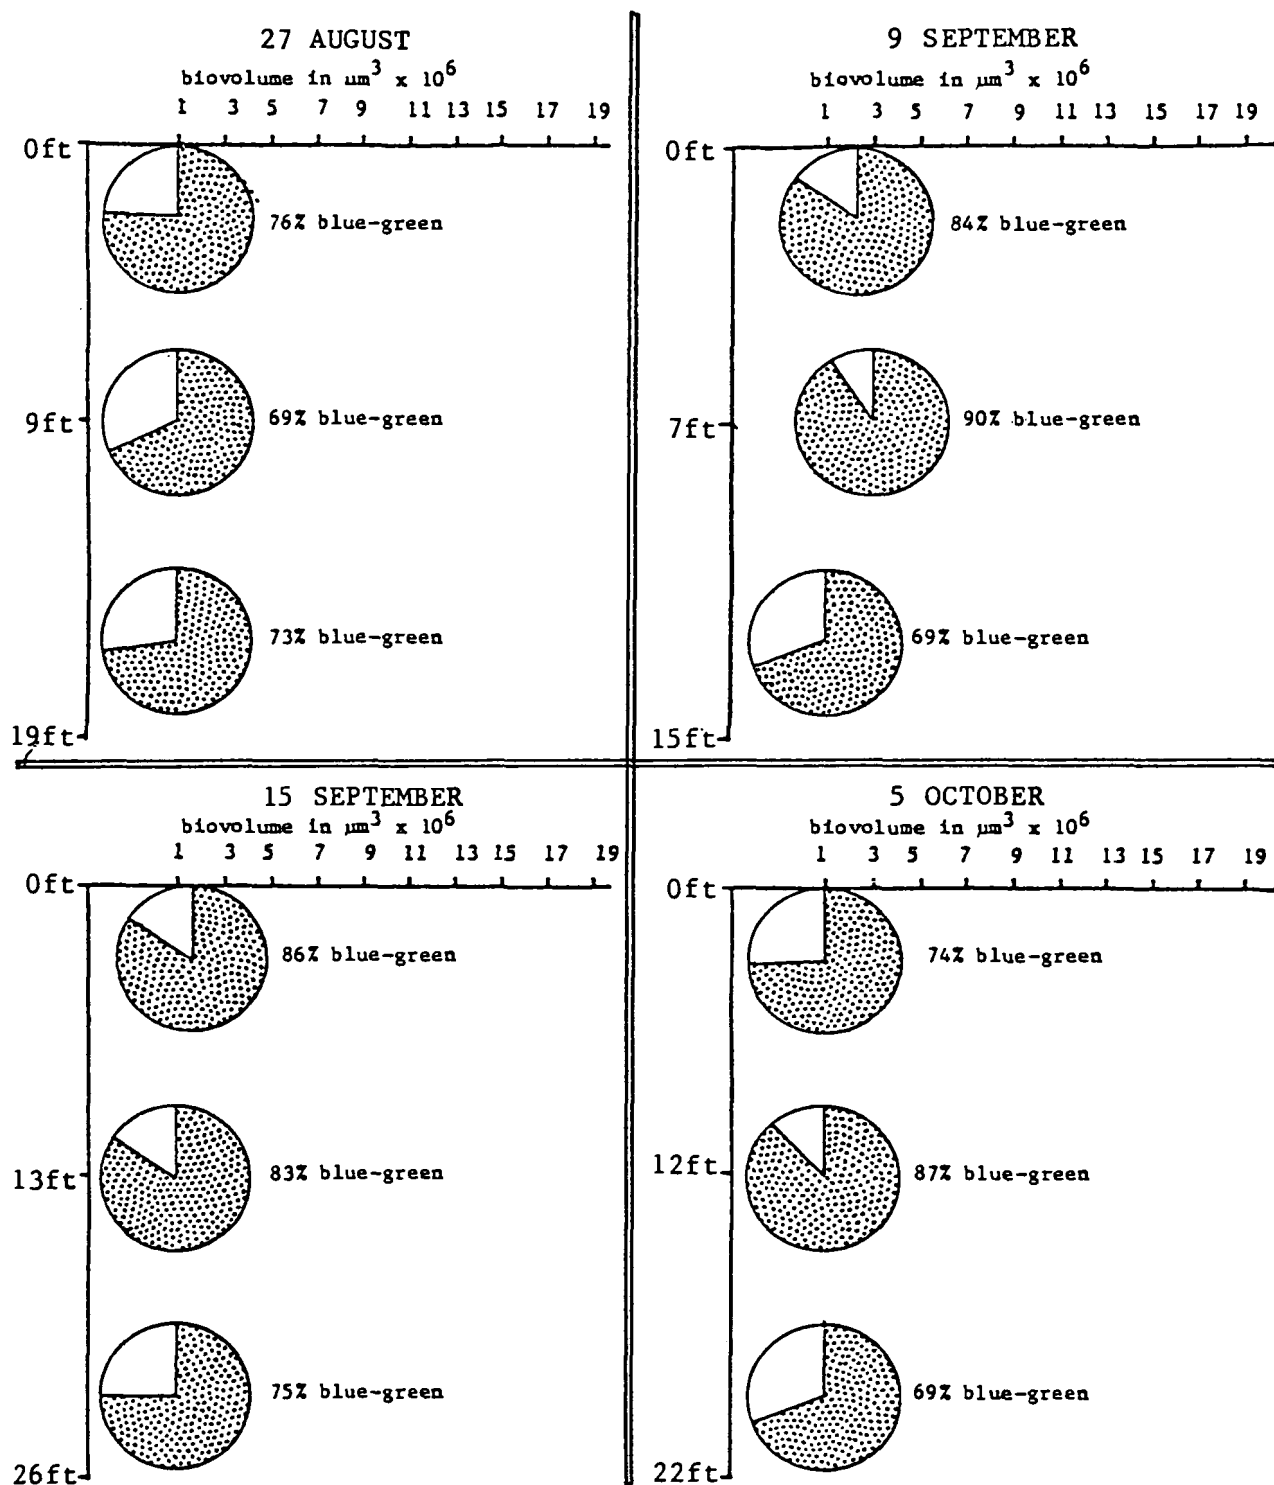 27 AUGUST
biovolume in µm³ x 10⁶
1 3 5 7 9 11 13 15 17 19
0ft
76% blue-green
9ft
69% blue-green
73% blue-green
19ft
9 SEPTEMBER
biovolume in µm³ x 10⁶
1 3 5 7 9 11 13 15 17 19
0ft
84% blue-green
7ft
90% blue-green
69% blue-green
15ft
15 SEPTEMBER
biovolume in µm³ x 10⁶
1 3 5 7 9 11 13 15 17 19
0ft
86% blue-green
13ft
83% blue-green
75% blue-green
26ft
5 OCTOBER
biovolume in µm³ x 10⁶
1 3 5 7 9 11 13 15 17 19
0ft
74% blue-green
12ft
87% blue-green
69% blue-green
22ft